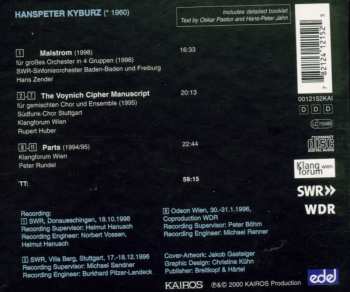 HANSPETER KYBURZ (* 1960)
Includes detailed booklet
Text by Oskar Pastior and Hans-Peter Jahn
1 Malstrom (1998) 16:33
für großes Orchester in 4 Gruppen (1998)
SWR-Sinfonieorchester Baden-Baden und Freiburg
Hans Zender
2-7 The Voynich Cipher Manuscript 20:13
für gemischten Chor und Ensemble (1995)
Südfunk-Chor Stuttgart
Klangforum Wien
Rupert Huber
8-11 Parts (1994/95) 22:44
Klangforum Wien
Peter Rundel
TT: 59:15
7 82124 12152 1
0012152KAI
D D D
COMPACT
disc
DIGITAL AUDIO
Klang
forum wien
SWR
WDR
Recording:
1 SWR, Donaueschingen, 18.10.1998
Recording Supervisor: Helmut Hanusch
Recording Engineer: Norbert Vossen,
Helmut Hanusch
2 SWR, Villa Berg, Stuttgart, 17.-18.12.1996
Recording Supervisor: Michael Sandner
Recording Engineer: Burkhard Pitzer-Landeck
8 Odeon Wien, 30.-31.1.1996,
Coproduction WDR
Recording Supervisor: Peter Böhm
Recording Engineer: Michael Renner
Cover-Artwork: Jakob Gasteiger
Graphic Design: Christine Kühn
Publisher: Breitkopf & Härtel
KAIROS
℗&© 2000 KAIROS Production
edel